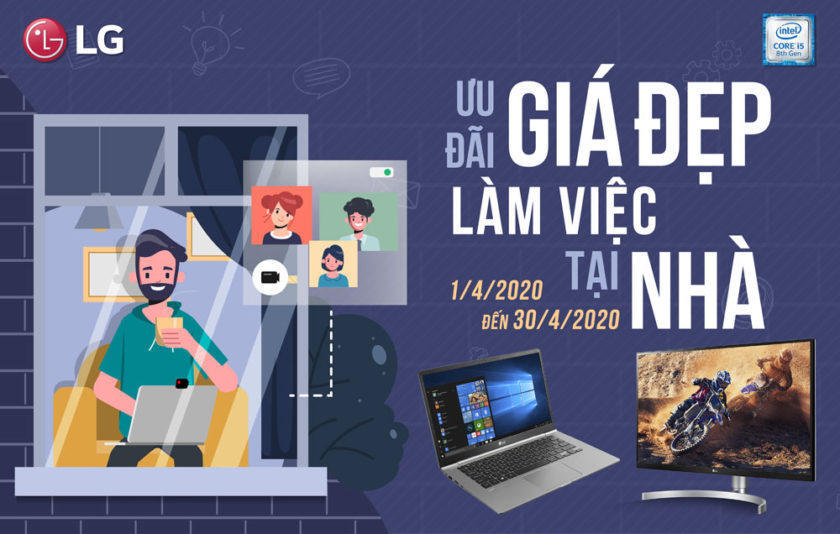 LG
intel
CORE i5
8th Gen
ƯU ĐÃI GIÁ ĐẸP
LÀM VIỆC
TẠI NHÀ
1/4/2020
ĐẾN 30/4/2020
LG